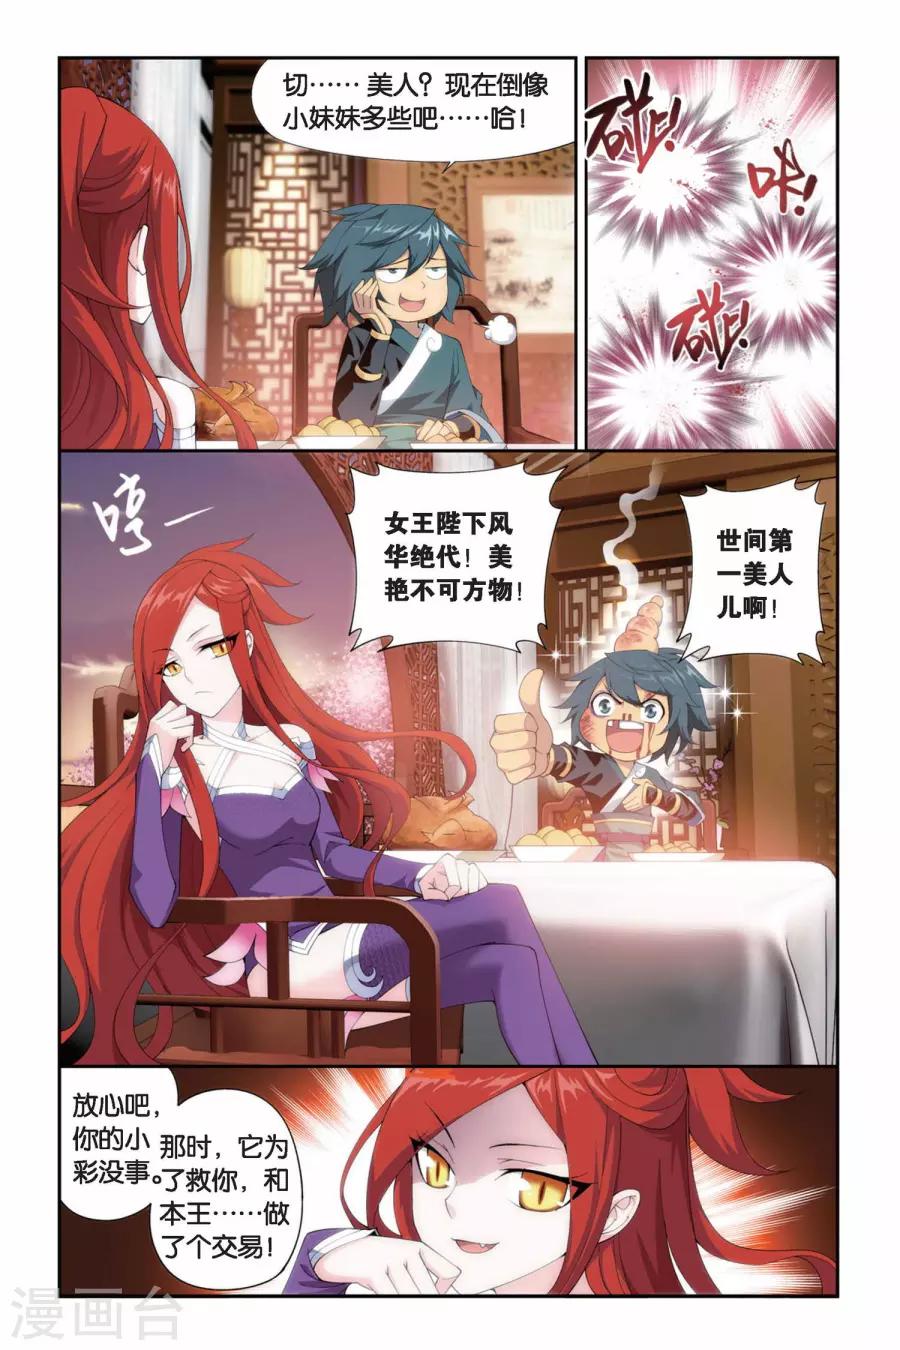 切……美人？现在倒像
小妹妹多些吧……哈！
碰！
咔！
碰！
哼—
女王陛下风
华绝代！美
艳不可方物！
世间第
一美人
儿啊！
放心吧，
你的小
彩没事。
那时，它为
了救你，和
本王……做
了个交易！
漫画台